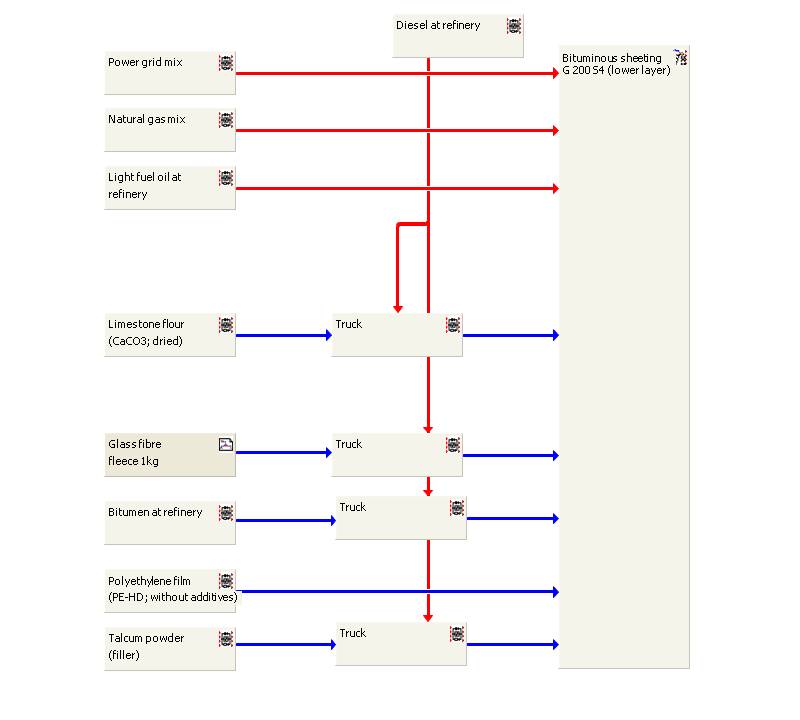 Diesel at refinery
Power grid mix
Bituminous sheeting
G 200 S4 (lower layer)
Natural gas mix
Light fuel oil at
refinery
Limestone flour
(CaCO3; dried)
Truck
Glass fibre
fleece 1kg
Truck
Bitumen at refinery
Truck
Polyethylene film
(PE-HD; without additives)
Talcum powder
(filler)
Truck